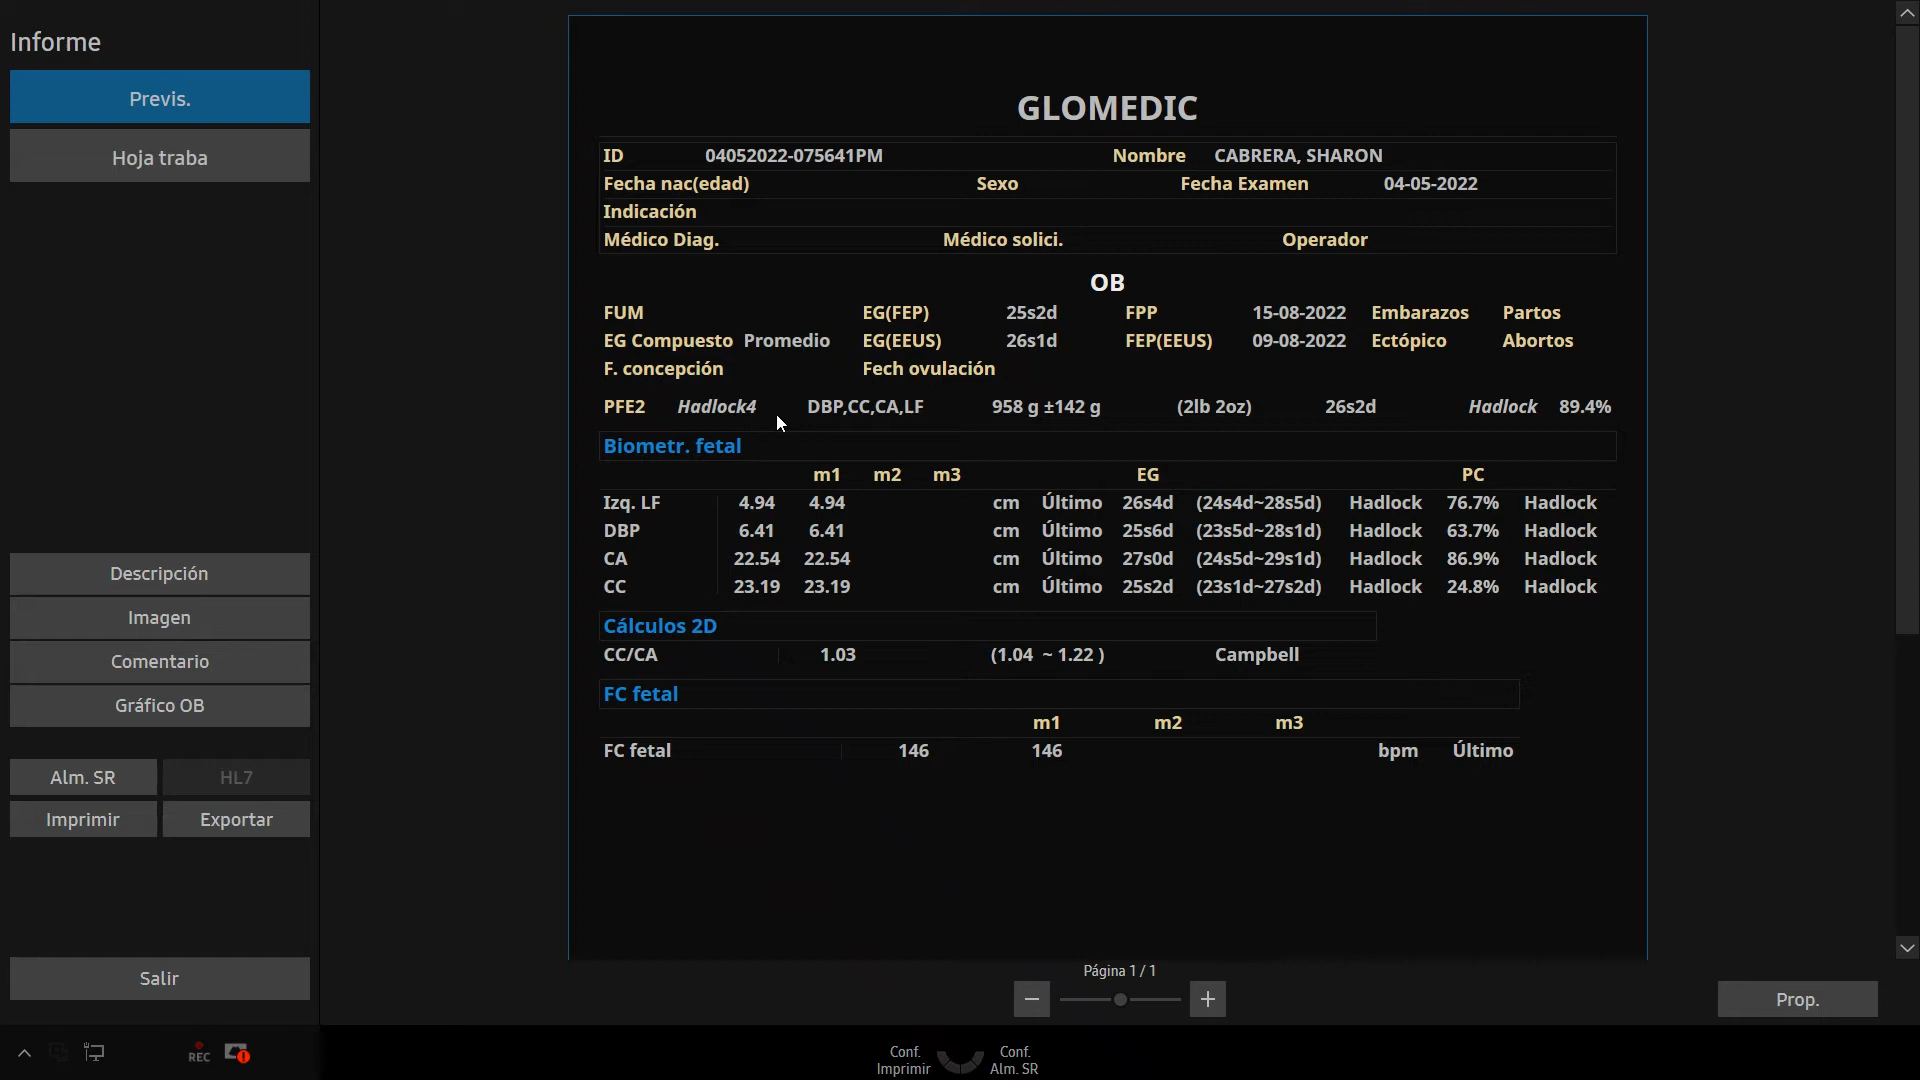 Informe
Previs.
Hoja traba
Descripción
Imagen
Comentario
Gráfico OB
Alm. SR HL7
Imprimir Exportar
Salir
REC
GLOMEDIC
ID 04052022-075641PM Nombre CABRERA, SHARON
Fecha nac(edad) Sexo Fecha Examen 04-05-2022
Indicación
Médico Diag. Médico solici. Operador
OB
FUM EG(FEP) 25s2d FPP 15-08-2022 Embarazos Partos
EG Compuesto Promedio EG(EEUS) 26s1d FEP(EEUS) 09-08-2022 Ectópico Abortos
F. concepción Fech ovulación
PFE2 Hadlock4 DBP,CC,CA,LF 958 g ±142 g (2lb 2oz) 26s2d Hadlock 89.4%
Biometr. fetal
m1 m2 m3 EG PC
Izq. LF 4.94 4.94 cm Último 26s4d (24s4d~28s5d) Hadlock 76.7% Hadlock
DBP 6.41 6.41 cm Último 25s6d (23s5d~28s1d) Hadlock 63.7% Hadlock
CA 22.54 22.54 cm Último 27s0d (24s5d~29s1d) Hadlock 86.9% Hadlock
CC 23.19 23.19 cm Último 25s2d (23s1d~27s2d) Hadlock 24.8% Hadlock
Cálculos 2D
CC/CA 1.03 (1.04 ~ 1.22 ) Campbell
FC fetal
m1 m2 m3
FC fetal 146 146 bpm Último
Página 1 / 1
Prop.
Conf. Imprimir
Conf. Alm. SR